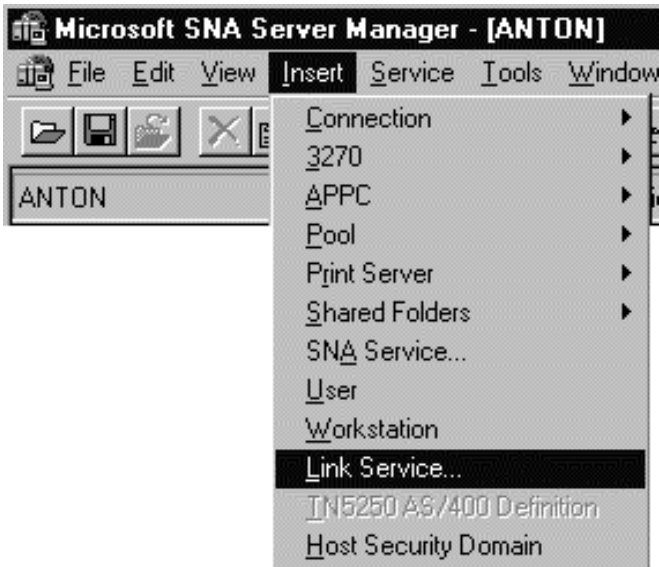 Microsoft SNA Server Manager - [ANTON]
File Edit View Insert Service Tools Window
Connection
3270
ANTON
APPC
Pool
Print Server
Shared Folders
SNA Service...
User
Workstation
Link Service...
TN5250 AS/400 Definition
Host Security Domain